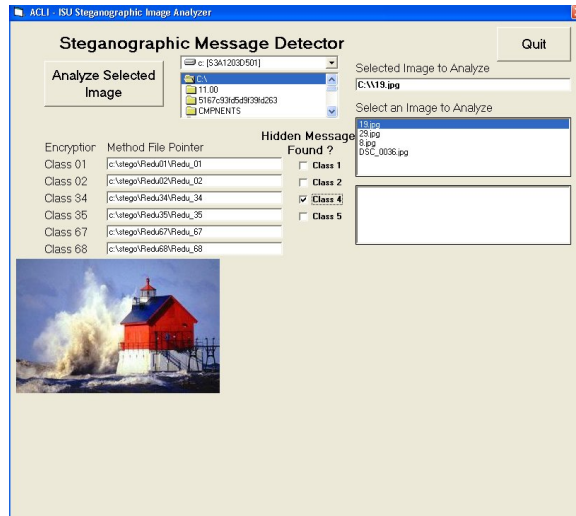 ACLI - ISU Steganographic Image Analyzer
Steganographic Message Detector
Quit
Analyze Selected
Image
c: [S3A1203D501]
C:\
11.00
5167c93fd5d9f39fd263
CMPNENTS
Selected Image to Analyze
C:\\19.jpg
Select an Image to Analyze
19.jpg
29.jpg
8.jpg
DSC_0036.jpg
Encryption Method File Pointer
Hidden Message
Found ?
Class 01 c:\stego\Redu01\Redu_01
Class 02 c:\stego\Redu02\Redu_02
Class 34 c:\stego\Redu34\Redu_34
Class 35 c:\stego\Redu35\Redu_35
Class 67 c:\stego\Redu67\Redu_67
Class 68 c:\stego\Redu68\Redu_68
Class 1
Class 2
Class 4
Class 5